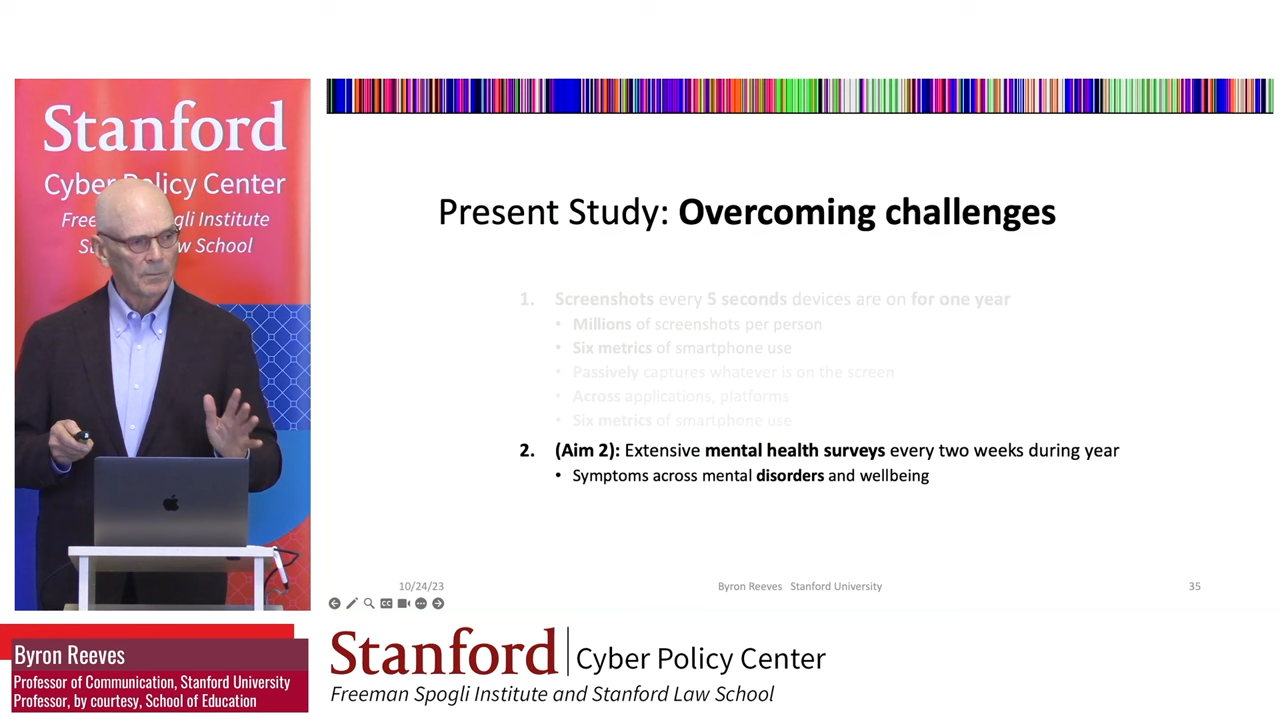 Stanford
Cyber Policy Center
Freeman Spogli Institute
Stanford Law School
Present Study: Overcoming challenges
1. Screenshots every 5 seconds devices are on for one year
• Millions of screenshots per person
• Six metrics of smartphone use
• Passively captures whatever is on the screen
• Across applications, platforms
• Six metrics of smartphone use
2. (Aim 2): Extensive mental health surveys every two weeks during year
• Symptoms across mental disorders and wellbeing
10/24/23
Byron Reeves Stanford University
35
CC
Byron Reeves
Professor of Communication, Stanford University
Professor, by courtesy, School of Education
Stanford | Cyber Policy Center
Freeman Spogli Institute and Stanford Law School